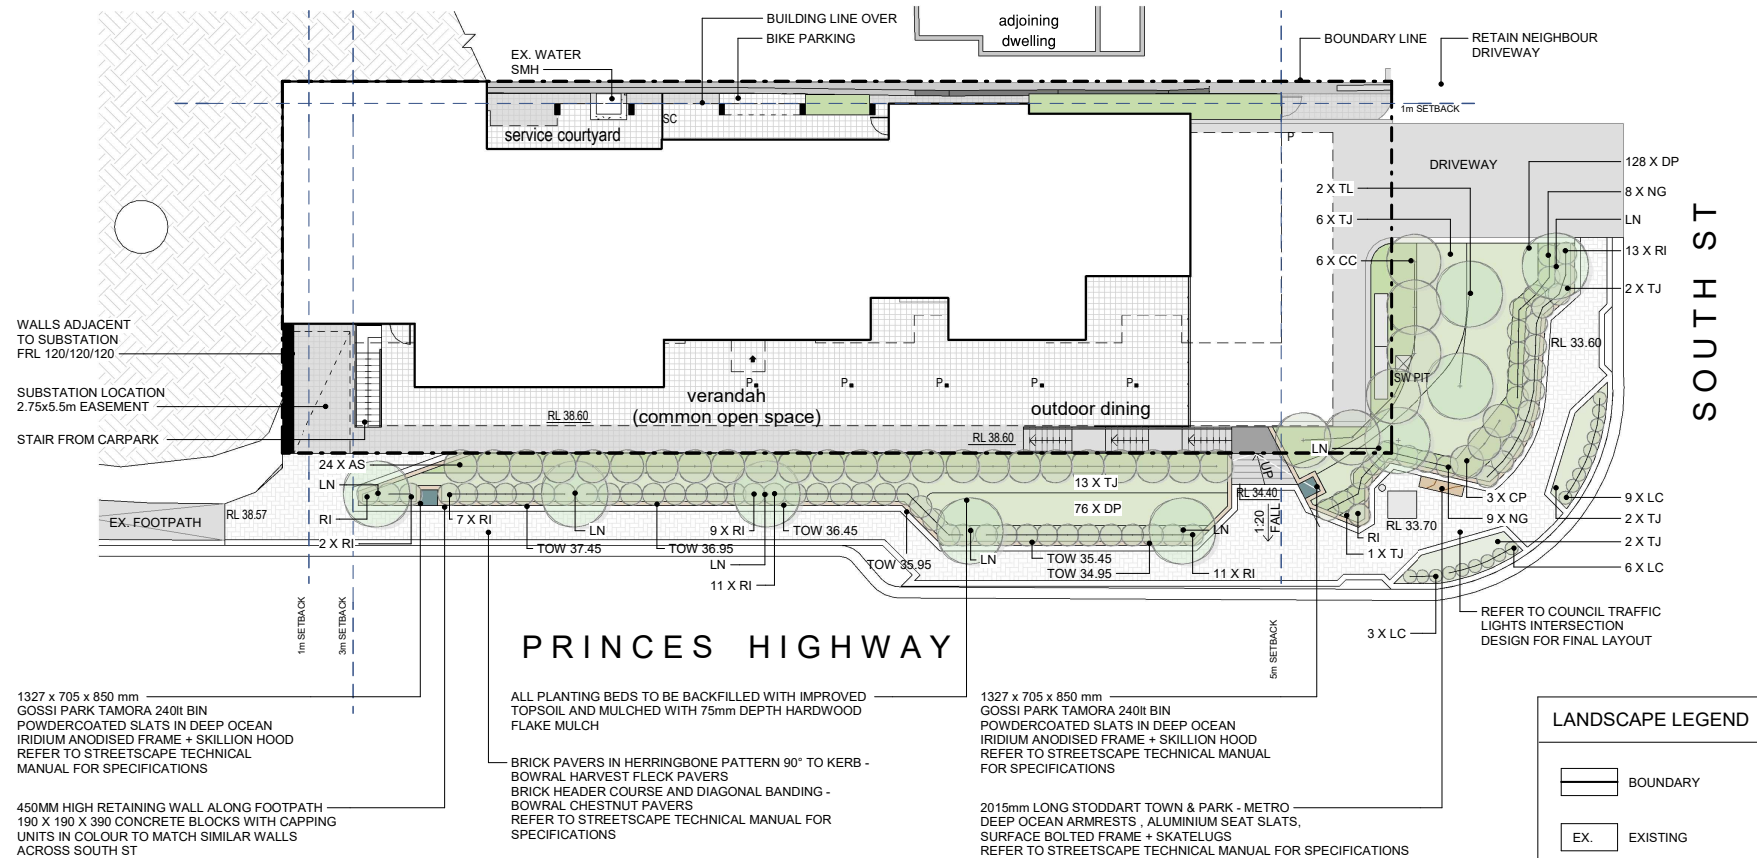 BUILDING LINE OVER
BIKE PARKING
adjoining
dwelling
BOUNDARY LINE
RETAIN NEIGHBOUR
DRIVEWAY
EX. WATER
SMH
1m SETBACK
SC
service courtyard
P
DRIVEWAY
128 X DP
2 X TL
8 X NG
6 X TJ
LN
13 X RI
6 X CC
2 X TJ
SOUTH ST
WALLS ADJACENT
TO SUBSTATION
FRL 120/120/120
RL 33.60
SW PIT
SUBSTATION LOCATION
2.75x5.5m EASEMENT
P
P
P
P
P
verandah
(common open space)
outdoor dining
RL 38.60
RL 38.60
STAIR FROM CARPARK
LN
24 X AS
UP
LN
13 X TJ
RL 34.40
3 X CP
9 X LC
RI
7 X RI
LN
9 X RI
TOW 36.45
76 X DP
LN
1:20
FALL
RL 33.70
9 X NG
2 X TJ
EX. FOOTPATH
RL 38.57
RI
1 X TJ
2 X TJ
2 X RI
TOW 37.45
TOW 36.95
LN
TOW 35.95
LN
TOW 35.45
TOW 34.95
11 X RI
6 X LC
11 X RI
1m SETBACK
3m SETBACK
5m SETBACK
3 X LC
REFER TO COUNCIL TRAFFIC
LIGHTS INTERSECTION
DESIGN FOR FINAL LAYOUT
PRINCES HIGHWAY
1327 x 705 x 850 mm
GOSSI PARK TAMORA 240lt BIN
POWDERCOATED SLATS IN DEEP OCEAN
IRIDIUM ANODISED FRAME + SKILLION HOOD
REFER TO STREETSCAPE TECHNICAL
MANUAL FOR SPECIFICATIONS
450MM HIGH RETAINING WALL ALONG FOOTPATH
190 X 190 X 390 CONCRETE BLOCKS WITH CAPPING
UNITS IN COLOUR TO MATCH SIMILAR WALLS
ACROSS SOUTH ST
ALL PLANTING BEDS TO BE BACKFILLED WITH IMPROVED
TOPSOIL AND MULCHED WITH 75mm DEPTH HARDWOOD
FLAKE MULCH
BRICK PAVERS IN HERRINGBONE PATTERN 90° TO KERB -
BOWRAL HARVEST FLECK PAVERS
BRICK HEADER COURSE AND DIAGONAL BANDING -
BOWRAL CHESTNUT PAVERS
REFER TO STREETSCAPE TECHNICAL MANUAL FOR
SPECIFICATIONS
1327 x 705 x 850 mm
GOSSI PARK TAMORA 240lt BIN
POWDERCOATED SLATS IN DEEP OCEAN
IRIDIUM ANODISED FRAME + SKILLION HOOD
REFER TO STREETSCAPE TECHNICAL MANUAL
FOR SPECIFICATIONS
2015mm LONG STODDART TOWN & PARK - METRO
DEEP OCEAN ARMRESTS , ALUMINIUM SEAT SLATS,
SURFACE BOLTED FRAME + SKATELUGS
REFER TO STREETSCAPE TECHNICAL MANUAL FOR SPECIFICATIONS
LANDSCAPE LEGEND
BOUNDARY
EX.
EXISTING